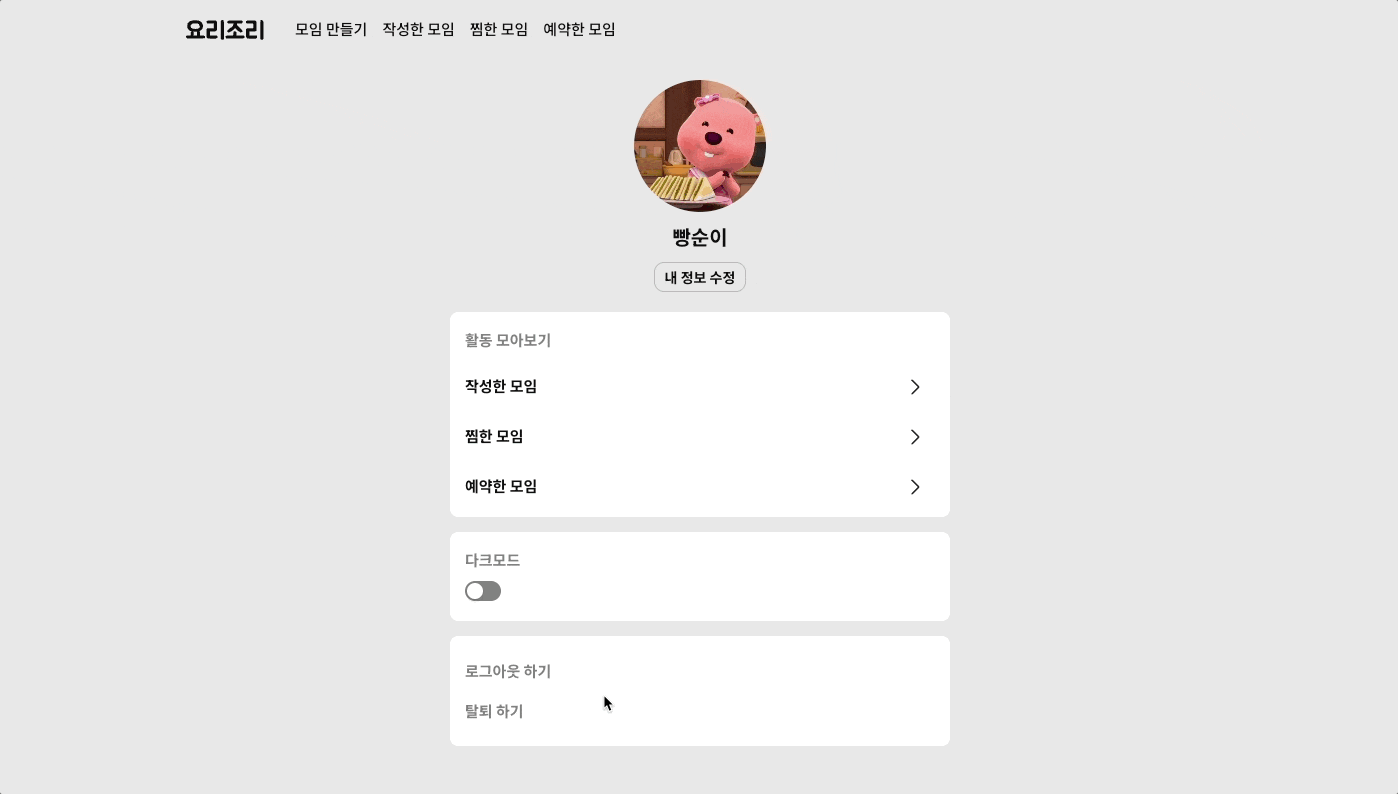 요리조리 모임 만들기 작성한 모임 찜한 모임 예약한 모임
빵순이
내 정보 수정
활동 모아보기
작성한 모임
찜한 모임
예약한 모임
다크모드
로그아웃 하기
탈퇴 하기